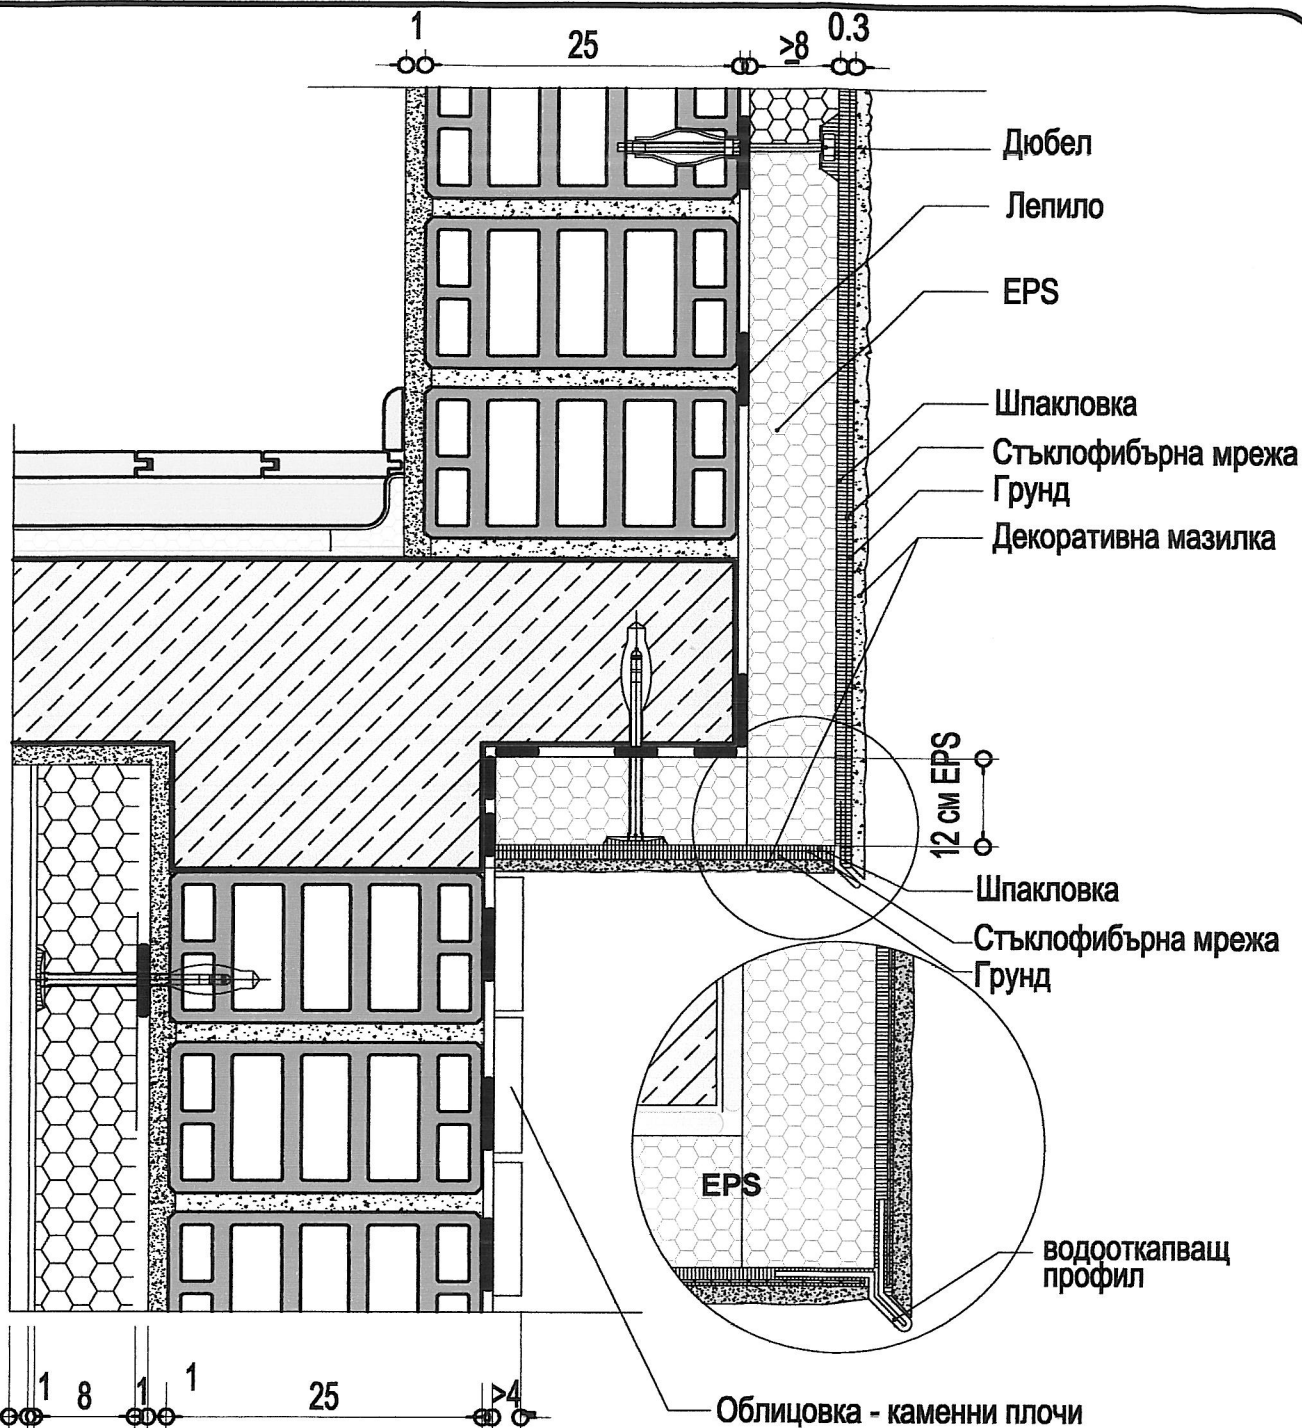 1
25
≥8
0.3
Дюбел
Лепило
EPS
Шпакловка
Стъклофибърна мрежа
Грунд
Декоративна мазилка
12 см EPS
Шпакловка
Стъклофибърна мрежа
Грунд
EPS
водооткапващ
профил
1
8
1
1
25
>4
Облицовка - каменни плочи